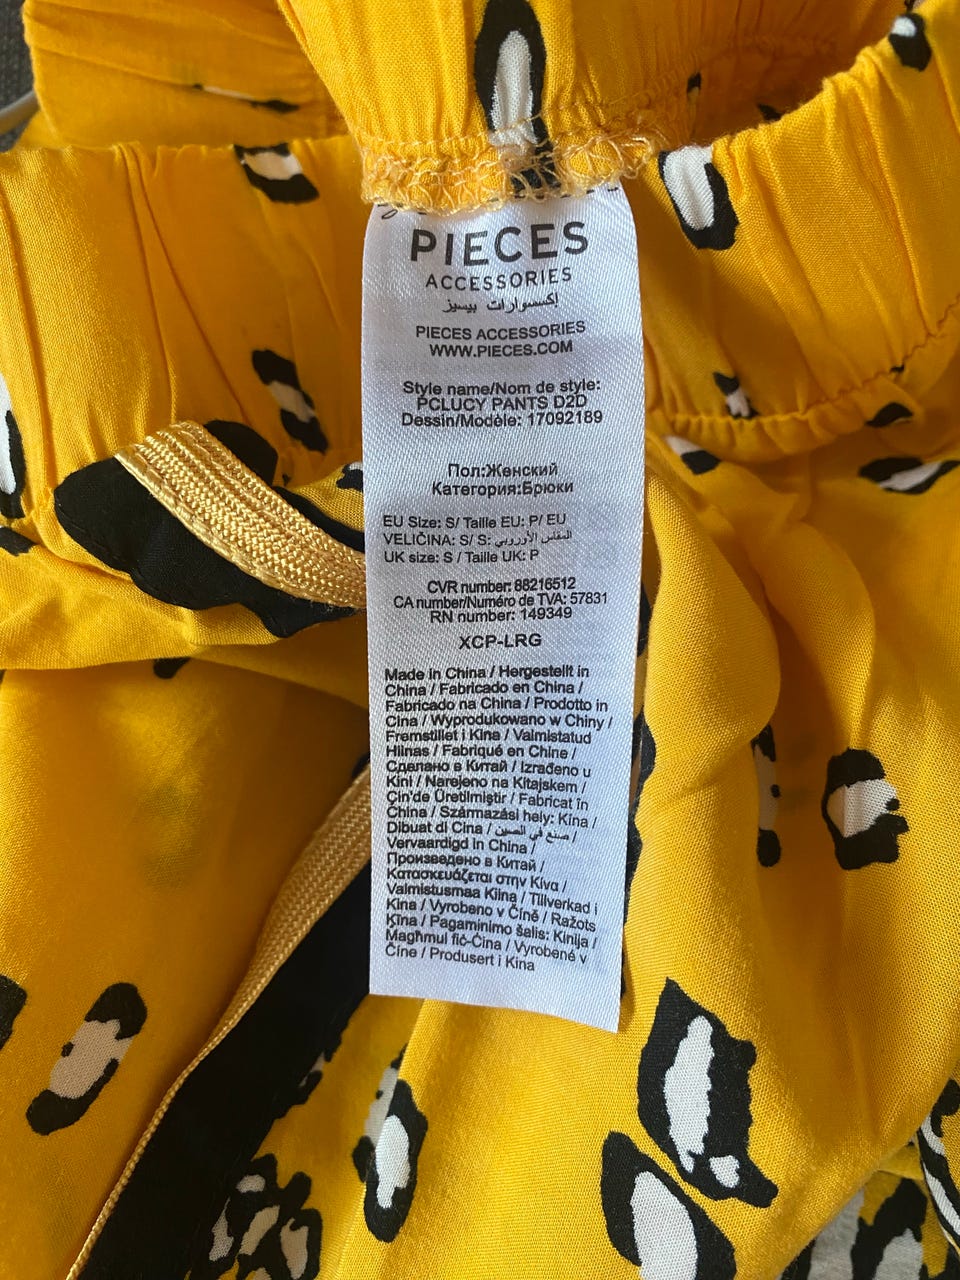 PIECES
ACCESSORIES
إكسسوارات بيسيز
PIECES ACCESSORIES
WWW.PIECES.COM
Style name/Nom de style:
PCLUCY PANTS D2D
Dessin/Modèle: 17092189
Пол:Женский
Категория:Брюки
EU Size: S/ Taille EU: P/ EU
VELIČINA: S/ S: المقاس الأوروبي
UK size: S / Taille UK: P
CVR number: 88216512
CA number/Numéro de TVA: 57831
RN number: 149349
XCP-LRG
Made in China / Hergestellt in
China / Fabricado en China /
Fabricado na China / Prodotto in
Cina / Wyprodukowano w Chiny /
Fremstillet i Kina / Valmistatud
Hiinas / Fabriqué en Chine /
Сделано в Китай / Izrađeno u
Kini / Narejeno na Kitajskem /
Çin'de Üretilmiştir / Fabricat în
China / Származási hely: Kína /
Dibuat di Cina / صنع في الصين /
Vervaardigd in China /
Произведено в Китай /
Κατασκευάζεται στην Κίνα /
Valmistusmaa Kiina / Tillverkad i
Kina / Vyrobeno v Číně / Ražots
Ķīna / Pagaminimo šalis: Kinija /
Magħmul fiċ-Ċina / Vyrobené v
Číne / Produsert i Kina